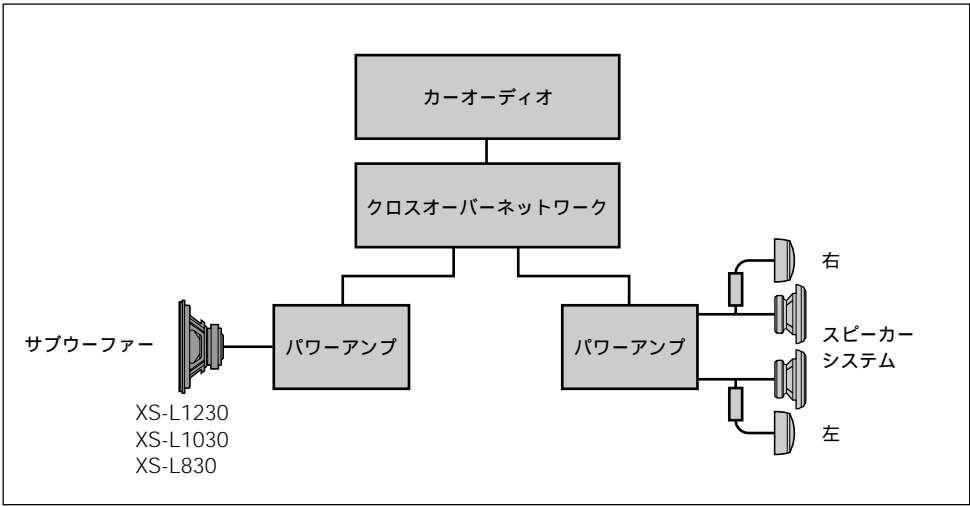 カーオーディオ
クロスオーバーネットワーク
右
サブウーファー
パワーアンプ
パワーアンプ
スピーカー
システム
XS-L1230
XS-L1030
XS-L830
左